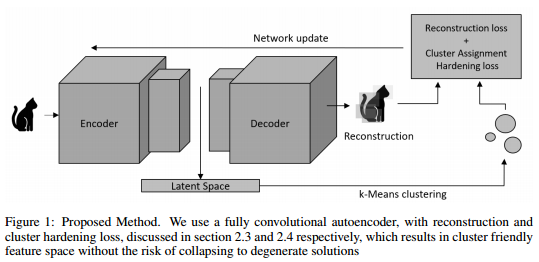 Reconstruction loss
+
Cluster Assignment
Hardening loss
Network update
Encoder
Decoder
Reconstruction
Latent Space
k-Means clustering
Figure 1: Proposed Method. We use a fully convolutional autoencoder, with reconstruction and
cluster hardening loss, discussed in section 2.3 and 2.4 respectively, which results in cluster friendly
feature space without the risk of collapsing to degenerate solutions